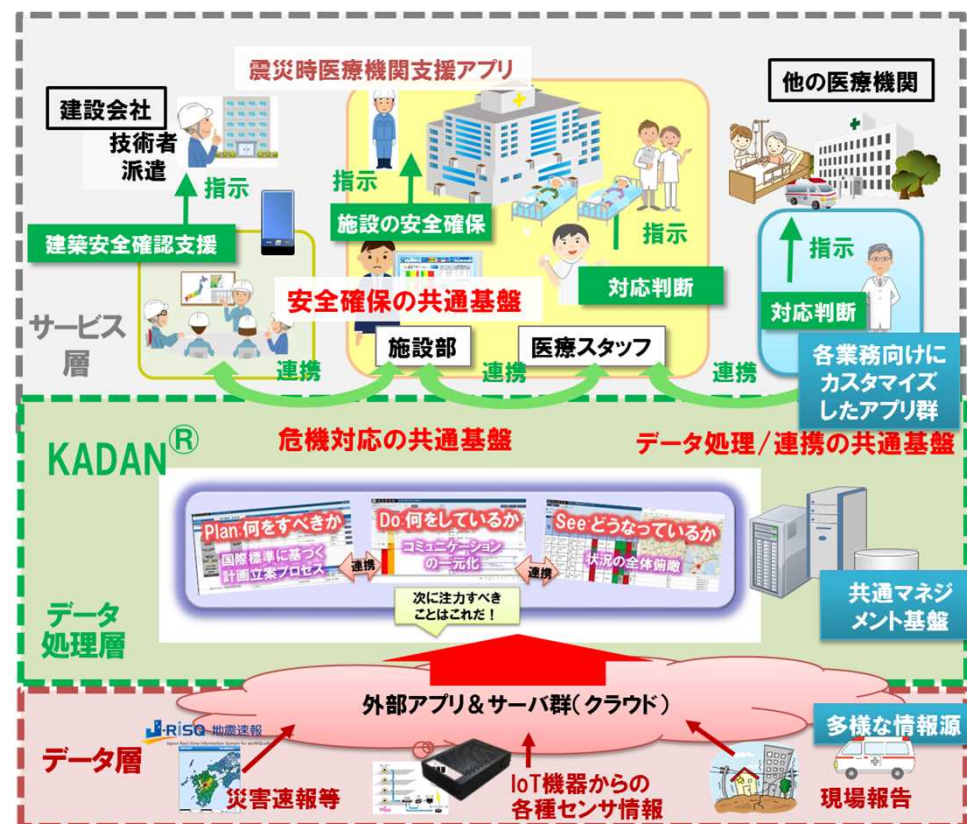 震災時医療機関支援アプリ
建設会社
他の医療機関
技術者
派遣
指示
指示
指示
指示
建築安全確認支援
施設の安全確保
対応判断
対応判断
安全確保の共通基盤
サービス
層
施設部
医療スタッフ
各業務向けに
カスタマイズ
したアプリ群
連携
連携
連携
KADAN®
危機対応の共通基盤
データ処理/連携の共通基盤
Plan:何をすべきか
国際標準に基づく
計画立案プロセス
連携
Do:何をしているか
コミュニケーション
の一元化
連携
See:どうなっているか
状況の全体俯瞰
次に注力すべき
ことはこれだ!
共通マネジ
メント基盤
データ
処理層
外部アプリ&サーバ群(クラウド)
J-RISQ 地震速報
多様な情報源
データ層
災害速報等
IoT機器からの
各種センサ情報
現場報告